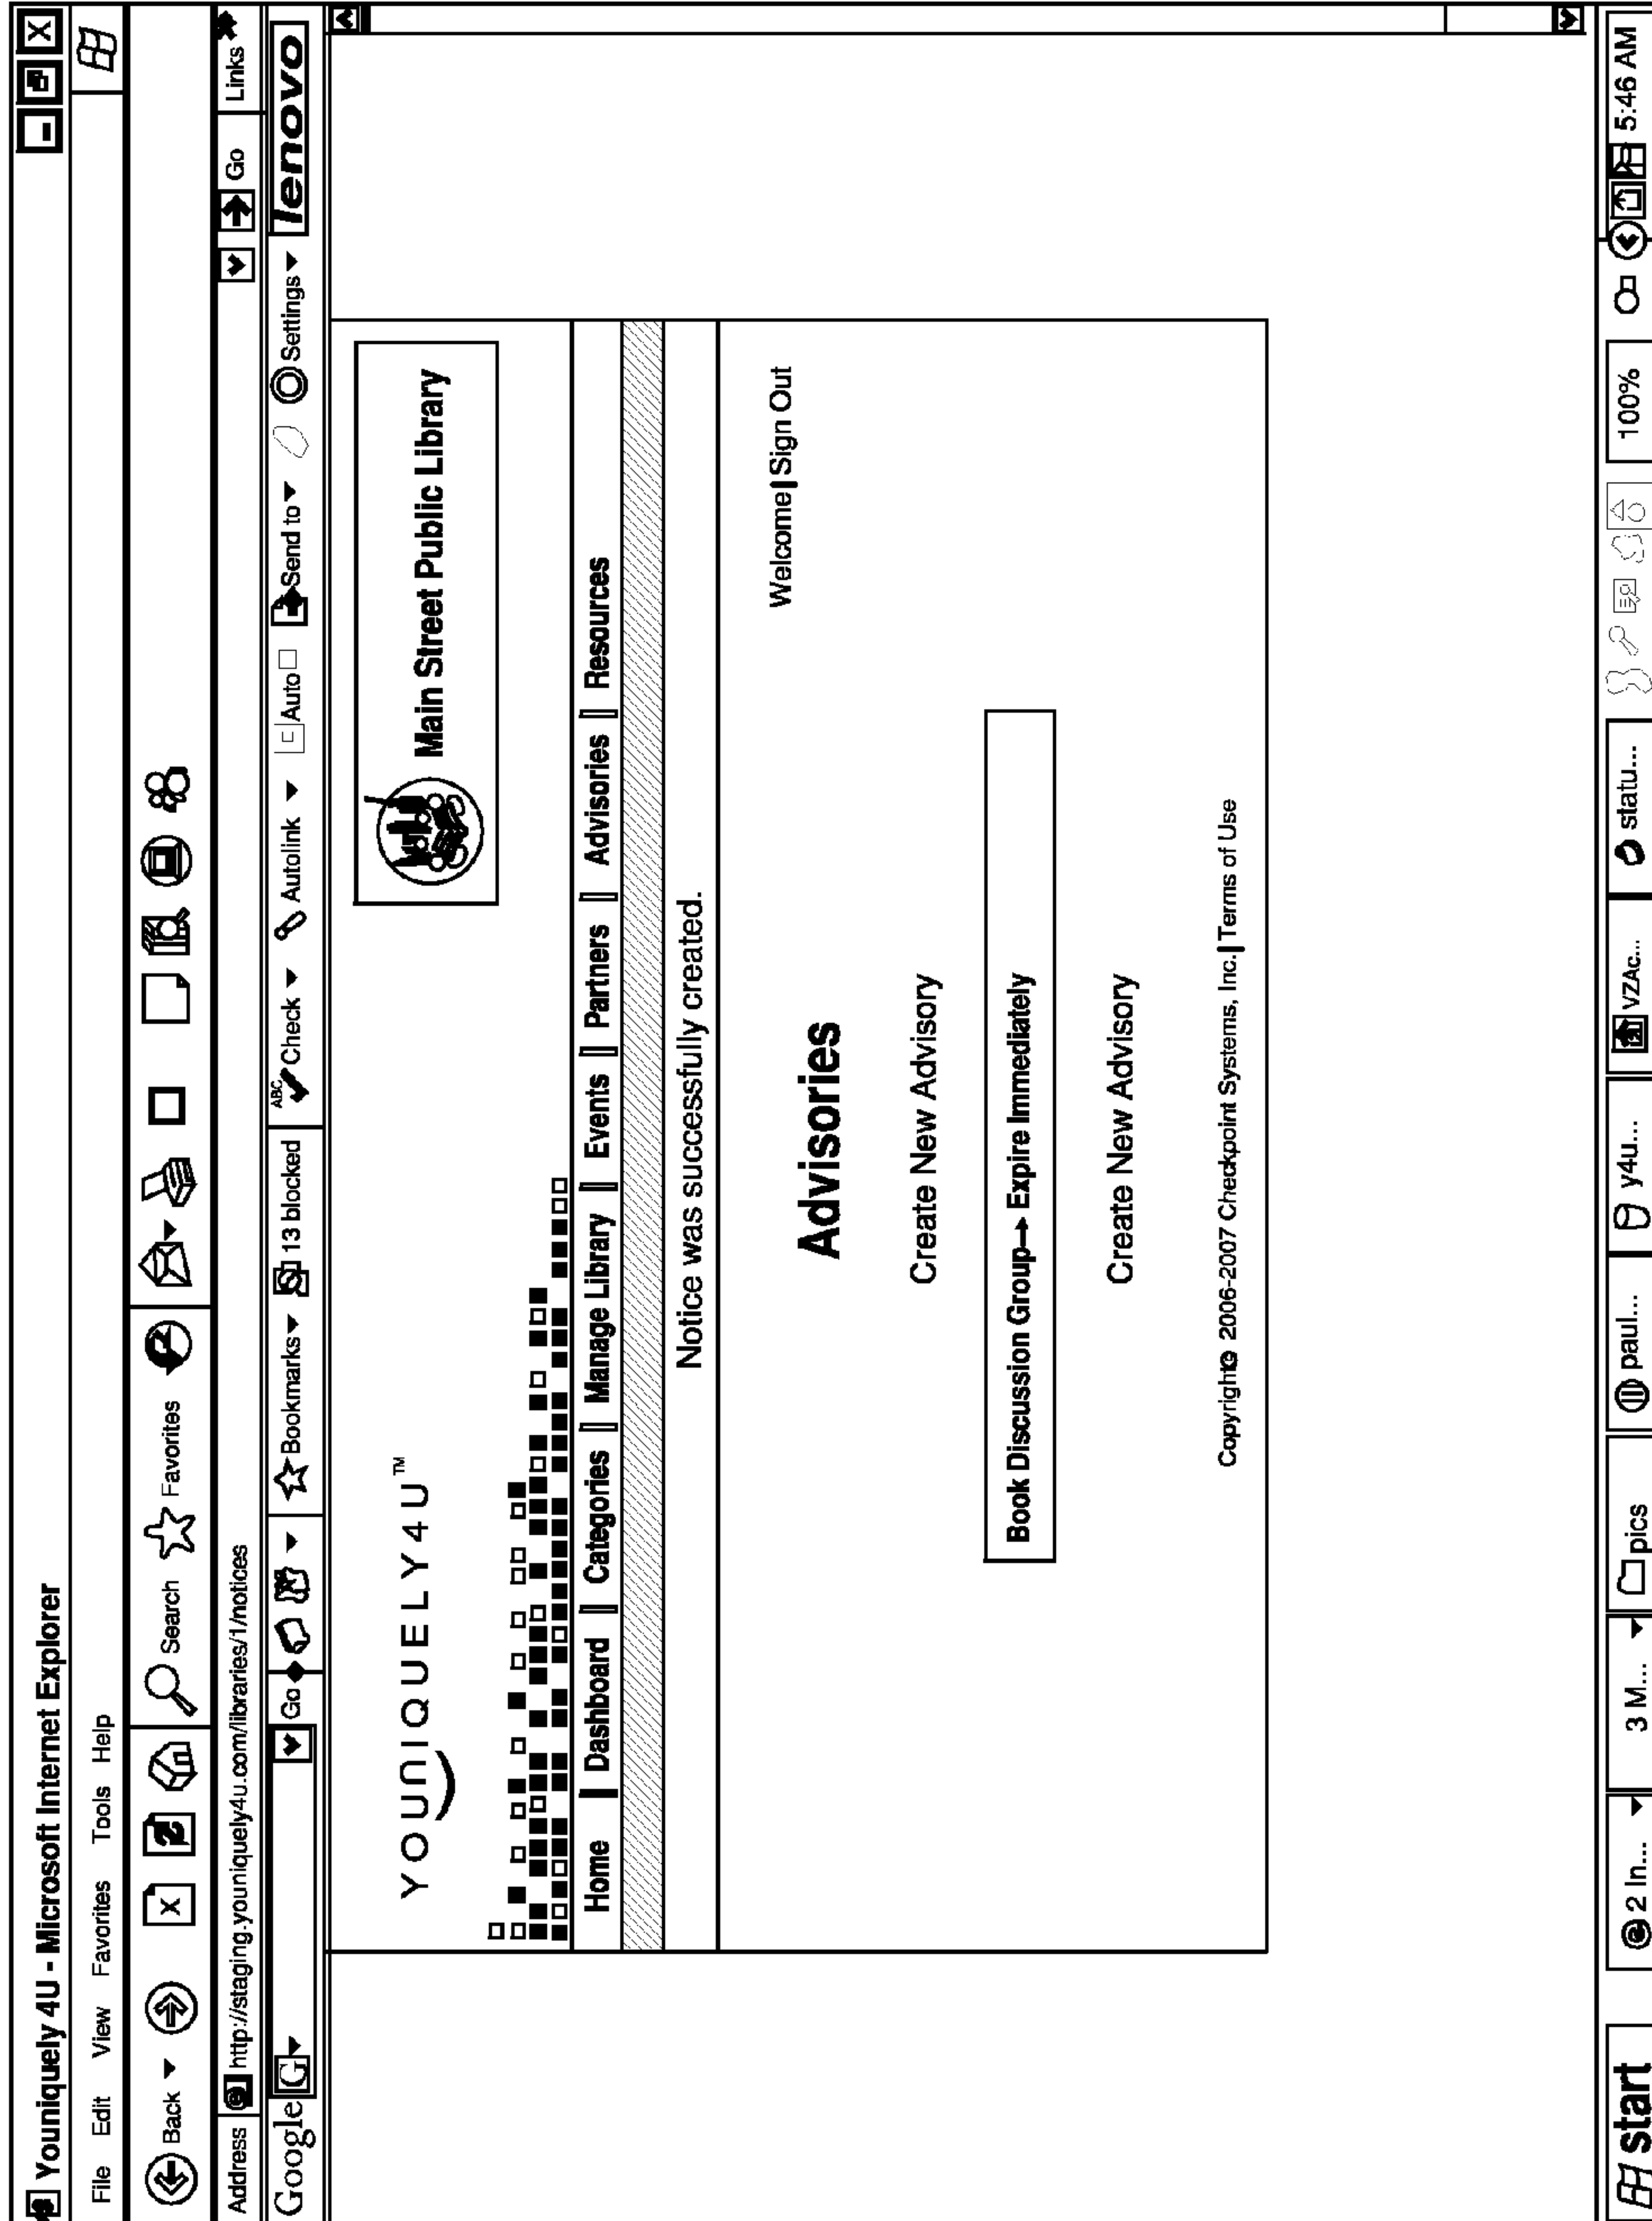 Youniquely 4U - Microsoft Internet Explorer
File Edit View Favorites Tools Help
Back Search Favorites
Address http://staging.youniquely4u.com/libraries/1/notices Go Links
Google G Go Bookmarks 13 blocked ABC Check Autolink Auto Send to Settings lenovo
YOUNIQUELY4U™
Main Street Public Library
Home Dashboard Categories Manage Library Events Partners Advisories Resources
Notice was successfully created.
Welcome|Sign Out
Advisories
Create New Advisory
Book Discussion Group→ Expire Immediately
Create New Advisory
Copyright© 2006-2007 Checkpoint Systems, Inc.|Terms of Use
start 2 In... 3 M... pics paul... y4u... VZAc... statu... 100% 5:46 AM